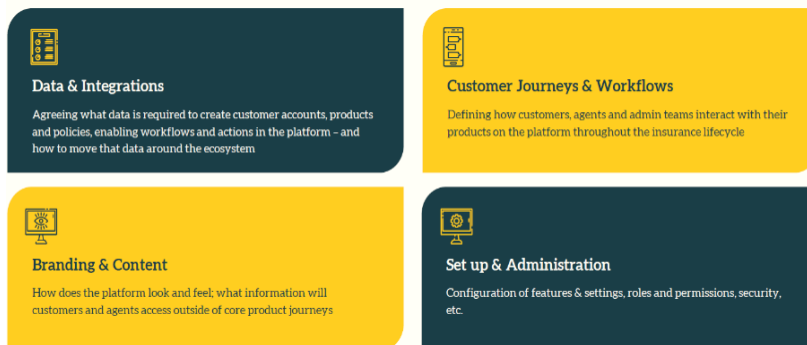 Data & Integrations
Agreeing what data is required to create customer accounts, products
and policies, enabling workflows and actions in the platform – and
how to move that data around the ecosystem
Customer Journeys & Workflows
Defining how customers, agents and admin teams interact with their
products on the platform throughout the insurance lifecycle
Branding & Content
How does the platform look and feel; what information will
customers and agents access outside of core product journeys
Set up & Administration
Configuration of features & settings, roles and permissions, security,
etc.